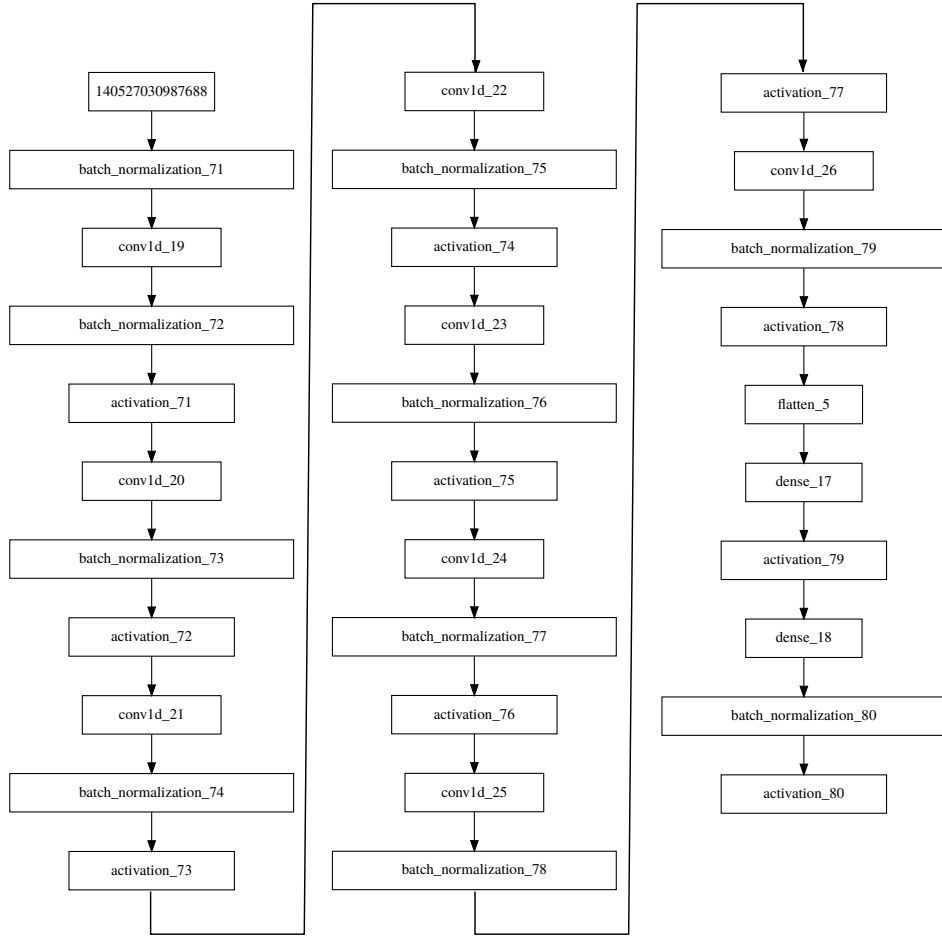 140527030987688
batch_normalization_71
conv1d_19
batch_normalization_72
activation_71
conv1d_20
batch_normalization_73
activation_72
conv1d_21
batch_normalization_74
activation_73
conv1d_22
batch_normalization_75
activation_74
conv1d_23
batch_normalization_76
activation_75
conv1d_24
batch_normalization_77
activation_76
conv1d_25
batch_normalization_78
activation_77
conv1d_26
batch_normalization_79
activation_78
flatten_5
dense_17
activation_79
dense_18
batch_normalization_80
activation_80